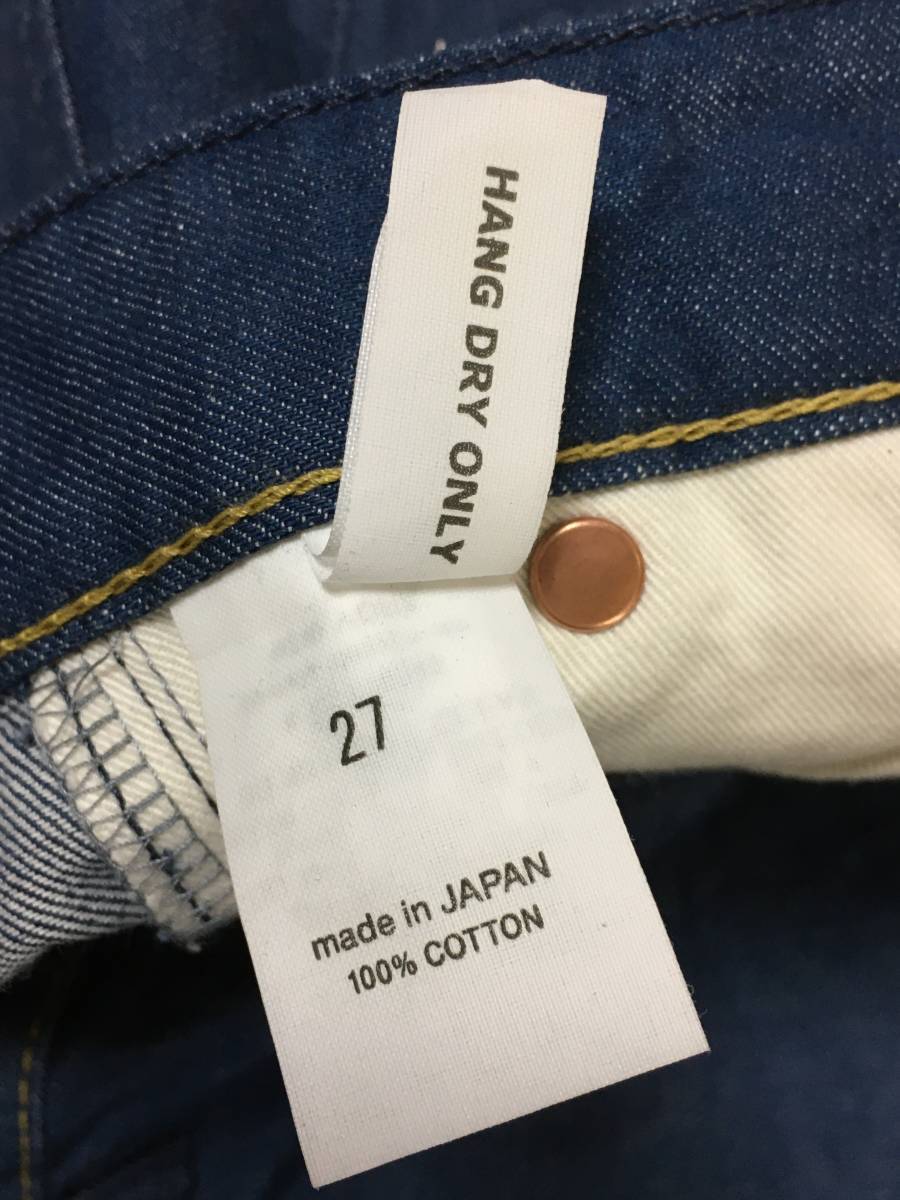 HANG DRY ONLY
27
made in JAPAN
100% COTTON